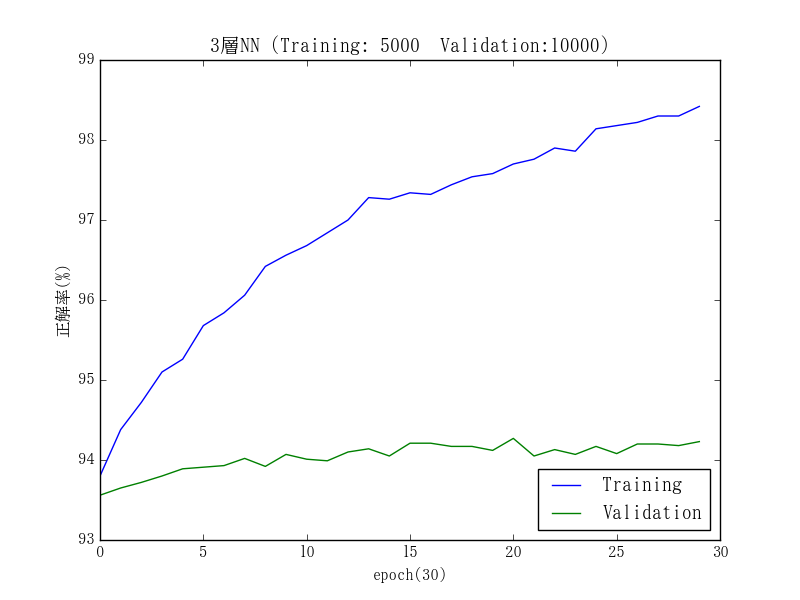 3層NN (Training: 5000  Validation:10000)
99
98
97
96
95
94
93
正解率(%)
0
5
10
15
20
25
30
epoch(30)
Training
Validation